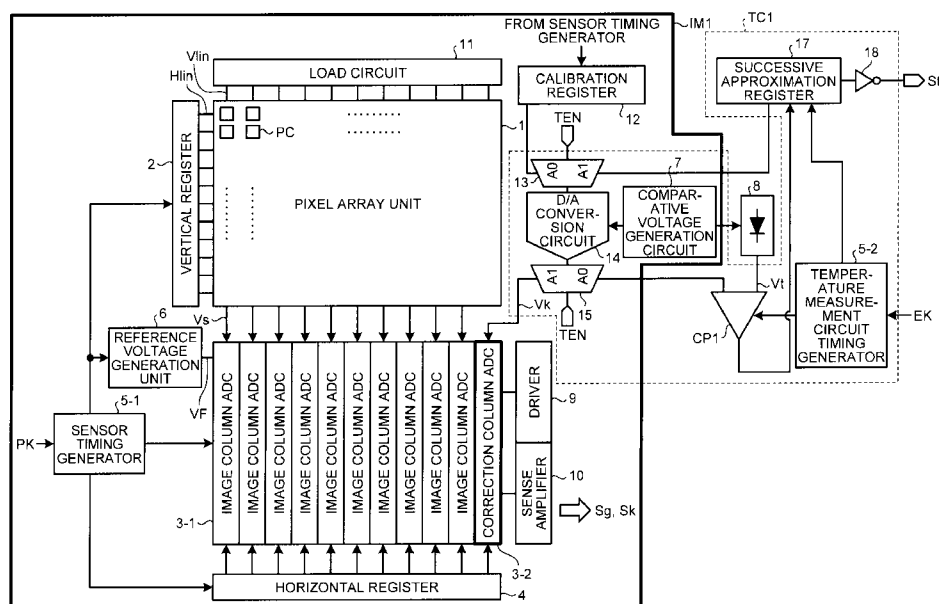 FROM SENSOR TIMING
GENERATOR
IM1
TC1
11
LOAD CIRCUIT
Vlin
Hlin
CALIBRATION
REGISTER
12
17
SUCCESSIVE
APPROXIMATION
REGISTER
18
St
1
PC
2
VERTICAL REGISTER
PIXEL ARRAY UNIT
TEN
13
A0
A1
D/A
CONVER-
SION
CIRCUIT
14
7
COMPAR-
ATIVE
VOLTAGE
GENERATION
CIRCUIT
8
5-2
TEMPER-
ATURE
MEASURE-
MENT
CIRCUIT
TIMING
GENERATOR
EK
A1
A0
15
TEN
Vk
Vt
CP1
Vs
6
REFERENCE
VOLTAGE
GENERATION
UNIT
VF
5-1
PK
SENSOR
TIMING
GENERATOR
IMAGE COLUMN ADC
IMAGE COLUMN ADC
IMAGE COLUMN ADC
IMAGE COLUMN ADC
IMAGE COLUMN ADC
IMAGE COLUMN ADC
IMAGE COLUMN ADC
IMAGE COLUMN ADC
IMAGE COLUMN ADC
IMAGE COLUMN ADC
CORRECTION COLUMN ADC
DRIVER
9
SENSE
AMPLIFIER
10
Sg, Sk
3-1
3-2
HORIZONTAL REGISTER
4